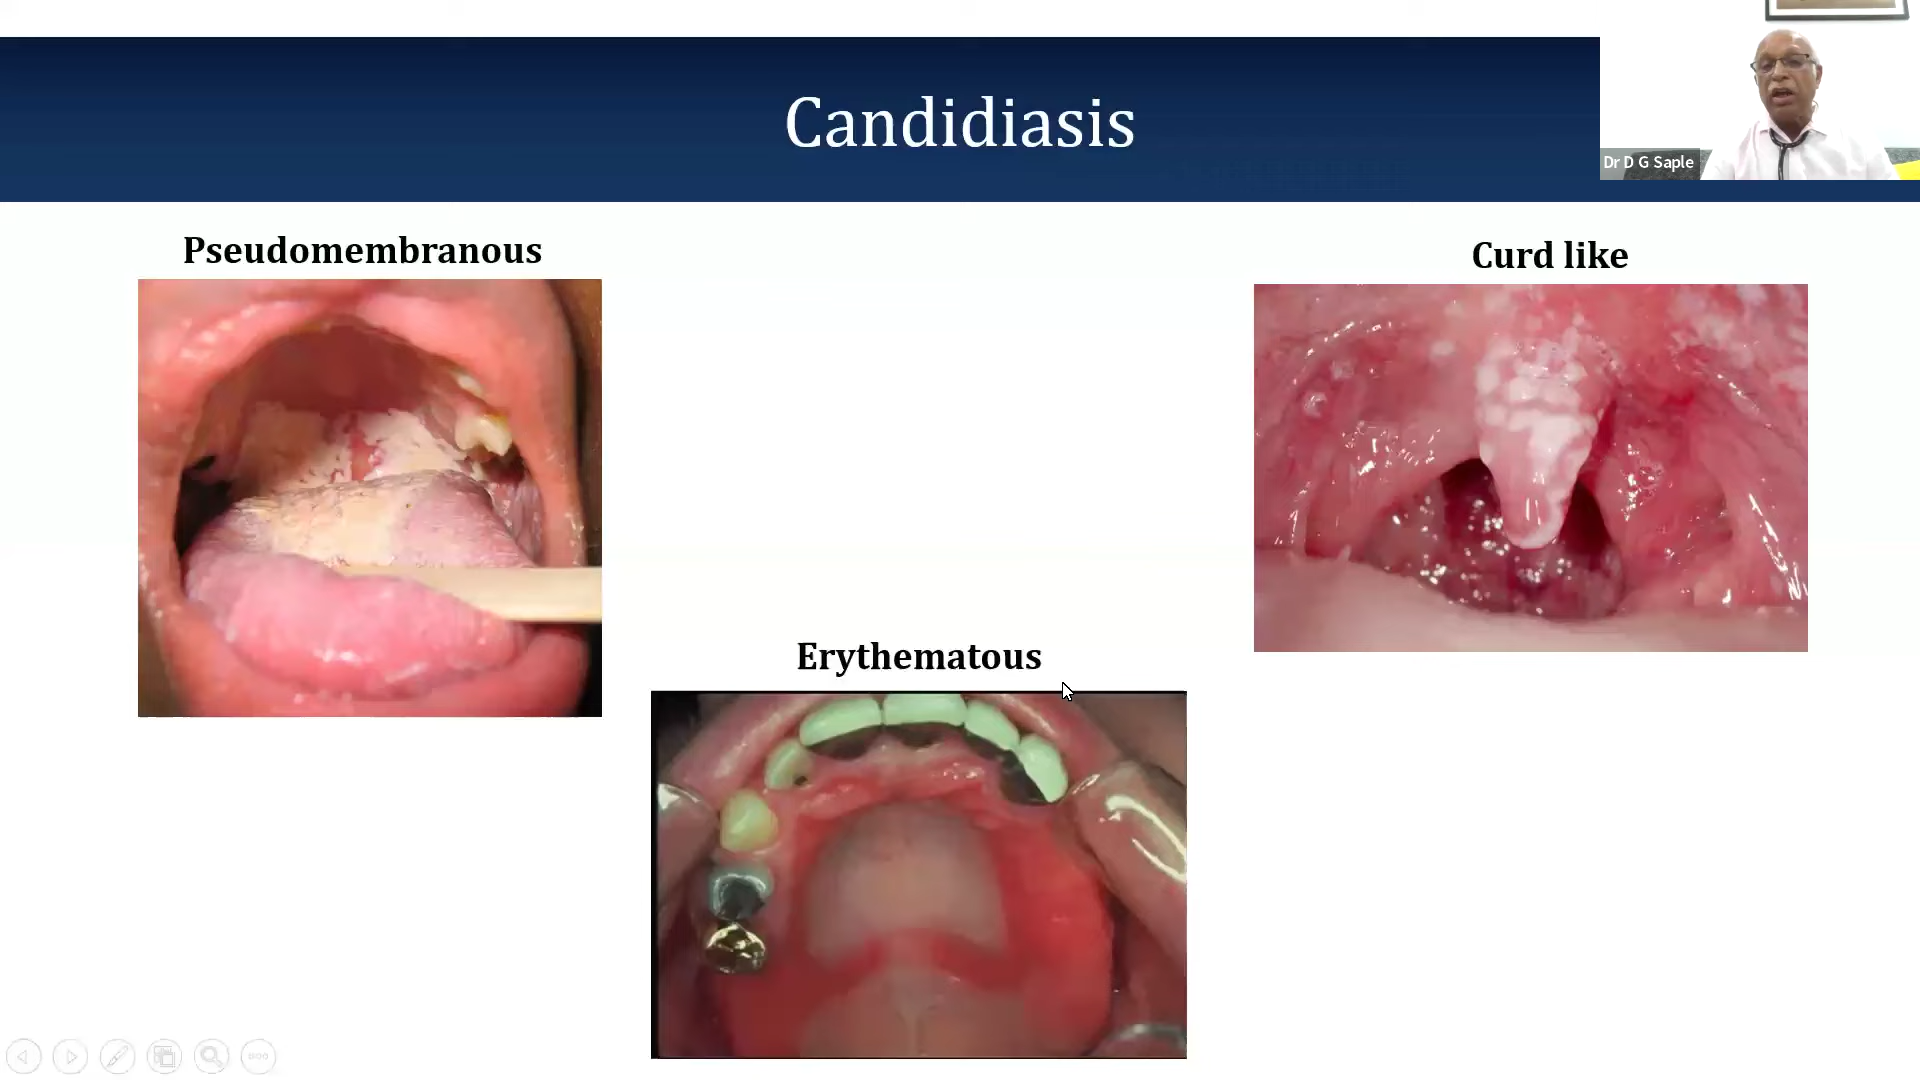 Candidiasis
Dr D G Saple
Pseudomembranous
Curd like
Erythematous